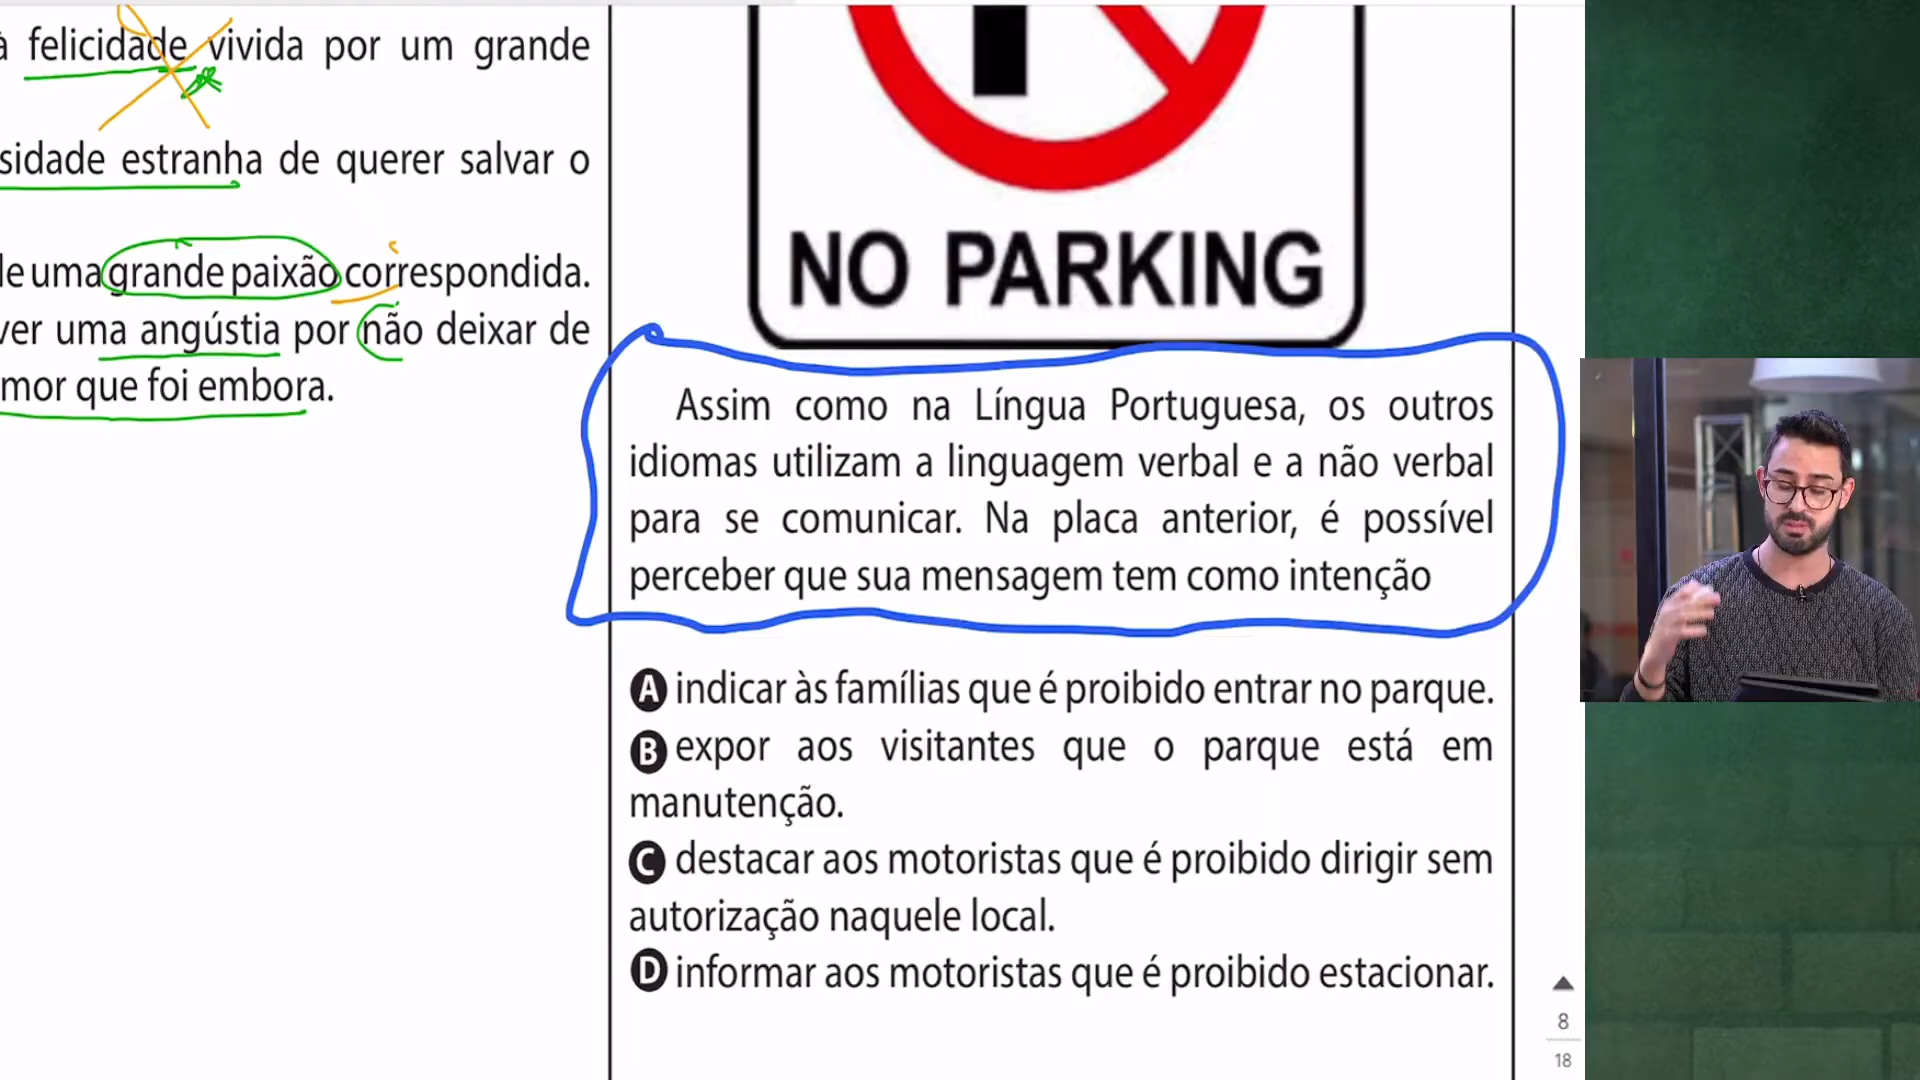 à felicidade vivida por um grande
sidade estranha de querer salvar o
de uma grande paixão correspondida.
ver uma angústia por não deixar de
mor que foi embora.
NO PARKING
Assim como na Língua Portuguesa, os outros
idiomas utilizam a linguagem verbal e a não verbal
para se comunicar. Na placa anterior, é possível
perceber que sua mensagem tem como intenção
A indicar às famílias que é proibido entrar no parque.
B expor aos visitantes que o parque está em
manutenção.
C destacar aos motoristas que é proibido dirigir sem
autorização naquele local.
D informar aos motoristas que é proibido estacionar.
8
18